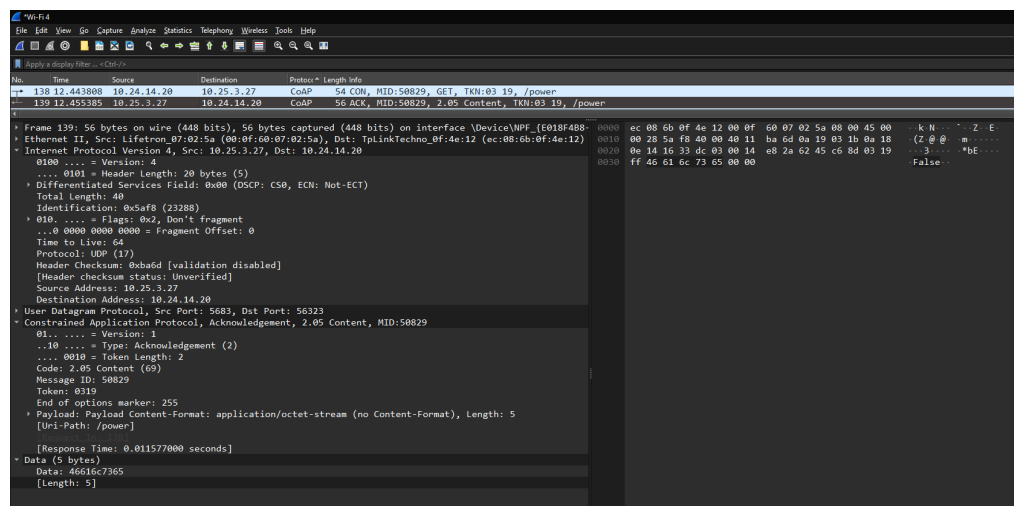 *Wi-Fi 4
File Edit View Go Capture Analyze Statistics Telephony Wireless Tools Help
Apply a display filter ... <Ctrl-/>
No. Time Source Destination Protocc Length Info
138 12.443808 10.24.14.20 10.25.3.27 CoAP 54 CON, MID:50829, GET, TKN:03 19, /power
139 12.455385 10.25.3.27 10.24.14.20 CoAP 56 ACK, MID:50829, 2.05 Content, TKN:03 19, /power
Frame 139: 56 bytes on wire (448 bits), 56 bytes captured (448 bits) on interface \Device\NPF_{E018F4B8-
Ethernet II, Src: Lifetron_07:02:5a (00:0f:60:07:02:5a), Dst: TpLinkTechno_0f:4e:12 (ec:08:6b:0f:4e:12)
Internet Protocol Version 4, Src: 10.25.3.27, Dst: 10.24.14.20
0100 .... = Version: 4
.... 0101 = Header Length: 20 bytes (5)
Differentiated Services Field: 0x00 (DSCP: CS0, ECN: Not-ECT)
Total Length: 40
Identification: 0x5af8 (23288)
010. .... = Flags: 0x2, Don't fragment
...0 0000 0000 0000 = Fragment Offset: 0
Time to Live: 64
Protocol: UDP (17)
Header Checksum: 0xba6d [validation disabled]
[Header checksum status: Unverified]
Source Address: 10.25.3.27
Destination Address: 10.24.14.20
User Datagram Protocol, Src Port: 5683, Dst Port: 56323
Constrained Application Protocol, Acknowledgement, 2.05 Content, MID:50829
01.. .... = Version: 1
..10 .... = Type: Acknowledgement (2)
.... 0010 = Token Length: 2
Code: 2.05 Content (69)
Message ID: 50829
Token: 0319
End of options marker: 255
Payload: Payload Content-Format: application/octet-stream (no Content-Format), Length: 5
[Uri-Path: /power]
[Response Time: 0.011577000 seconds]
Data (5 bytes)
Data: 46616c7365
[Length: 5]
0000 ec 08 6b 0f 4e 12 00 0f 60 07 02 5a 08 00 45 00 ··k·N··· `··Z··E·
0010 00 28 5a f8 40 00 40 11 ba 6d 0a 19 03 1b 0a 18 ·(Z·@·@· ·m······
0020 0e 14 16 33 dc 03 00 14 e8 2a 62 45 c6 8d 03 19 ···3···· ·*bE····
0030 ff 46 61 6c 73 65 00 00 ·False··